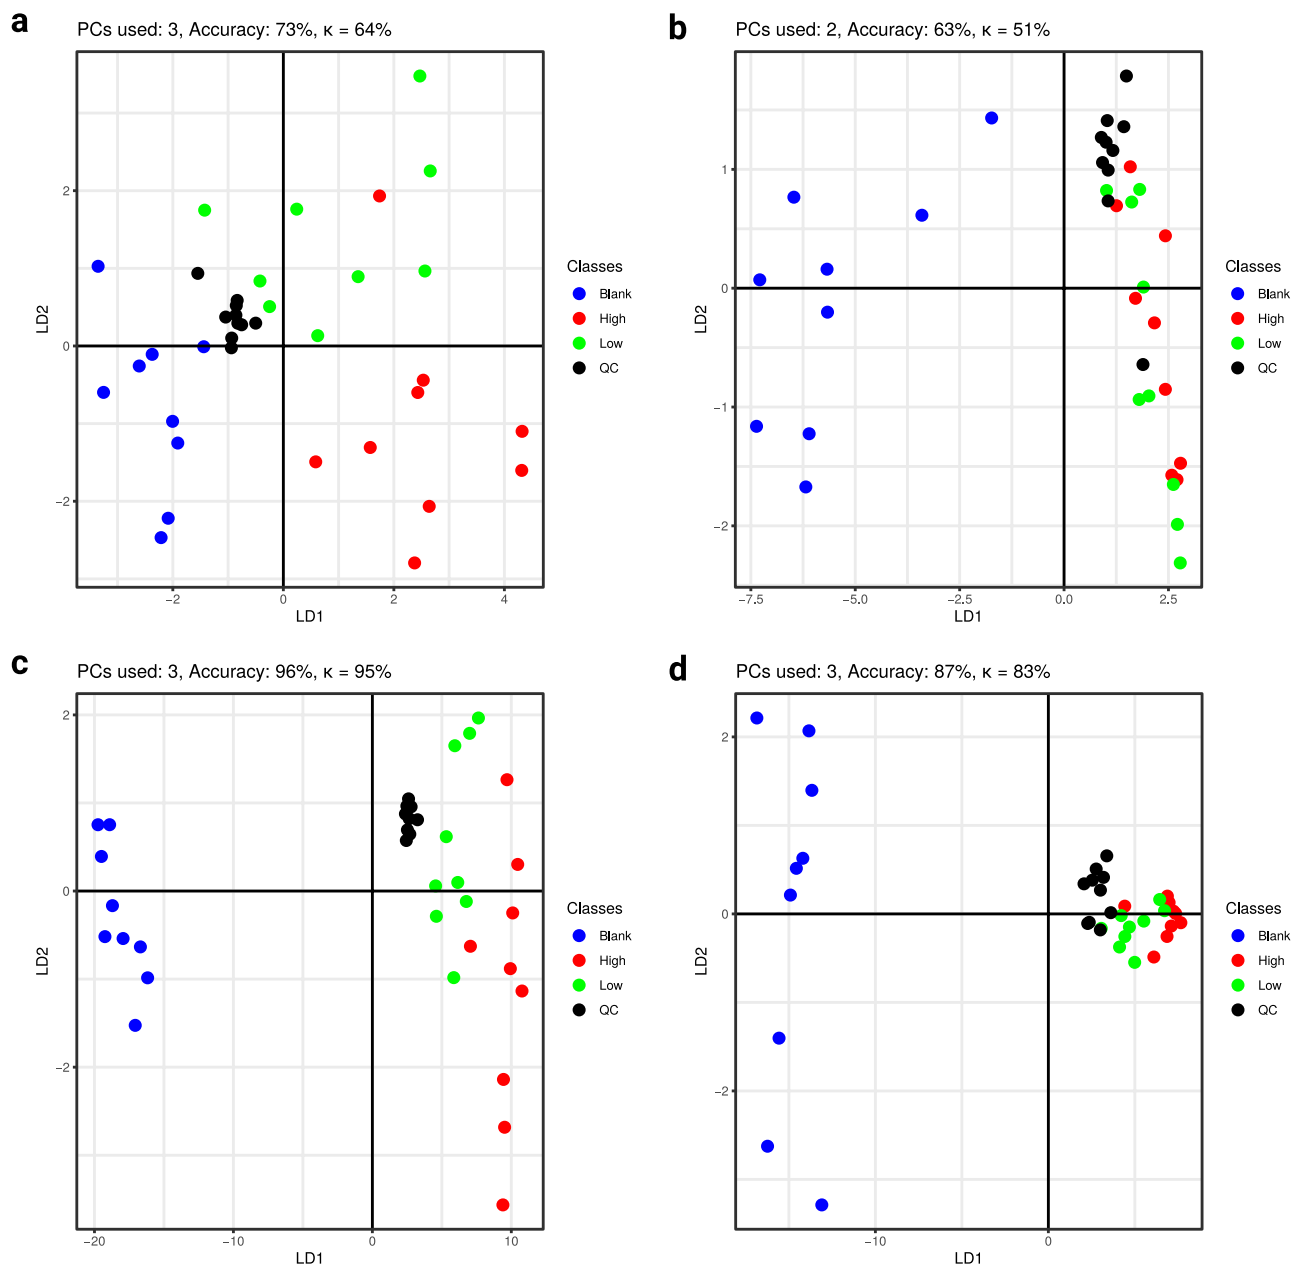 a
PCs used: 3, Accuracy: 73%, κ = 64%
2
0
−2
LD2
−2
0
2
4
LD1
Classes
Blank
High
Low
QC
b
PCs used: 2, Accuracy: 63%, κ = 51%
1
0
−1
−2
LD2
−7.5
−5.0
−2.5
0.0
2.5
LD1
Classes
Blank
High
Low
QC
c
PCs used: 3, Accuracy: 96%, κ = 95%
2
0
−2
LD2
−20
−10
0
10
LD1
Classes
Blank
High
Low
QC
d
PCs used: 3, Accuracy: 87%, κ = 83%
2
0
−2
LD2
−10
0
LD1
Classes
Blank
High
Low
QC